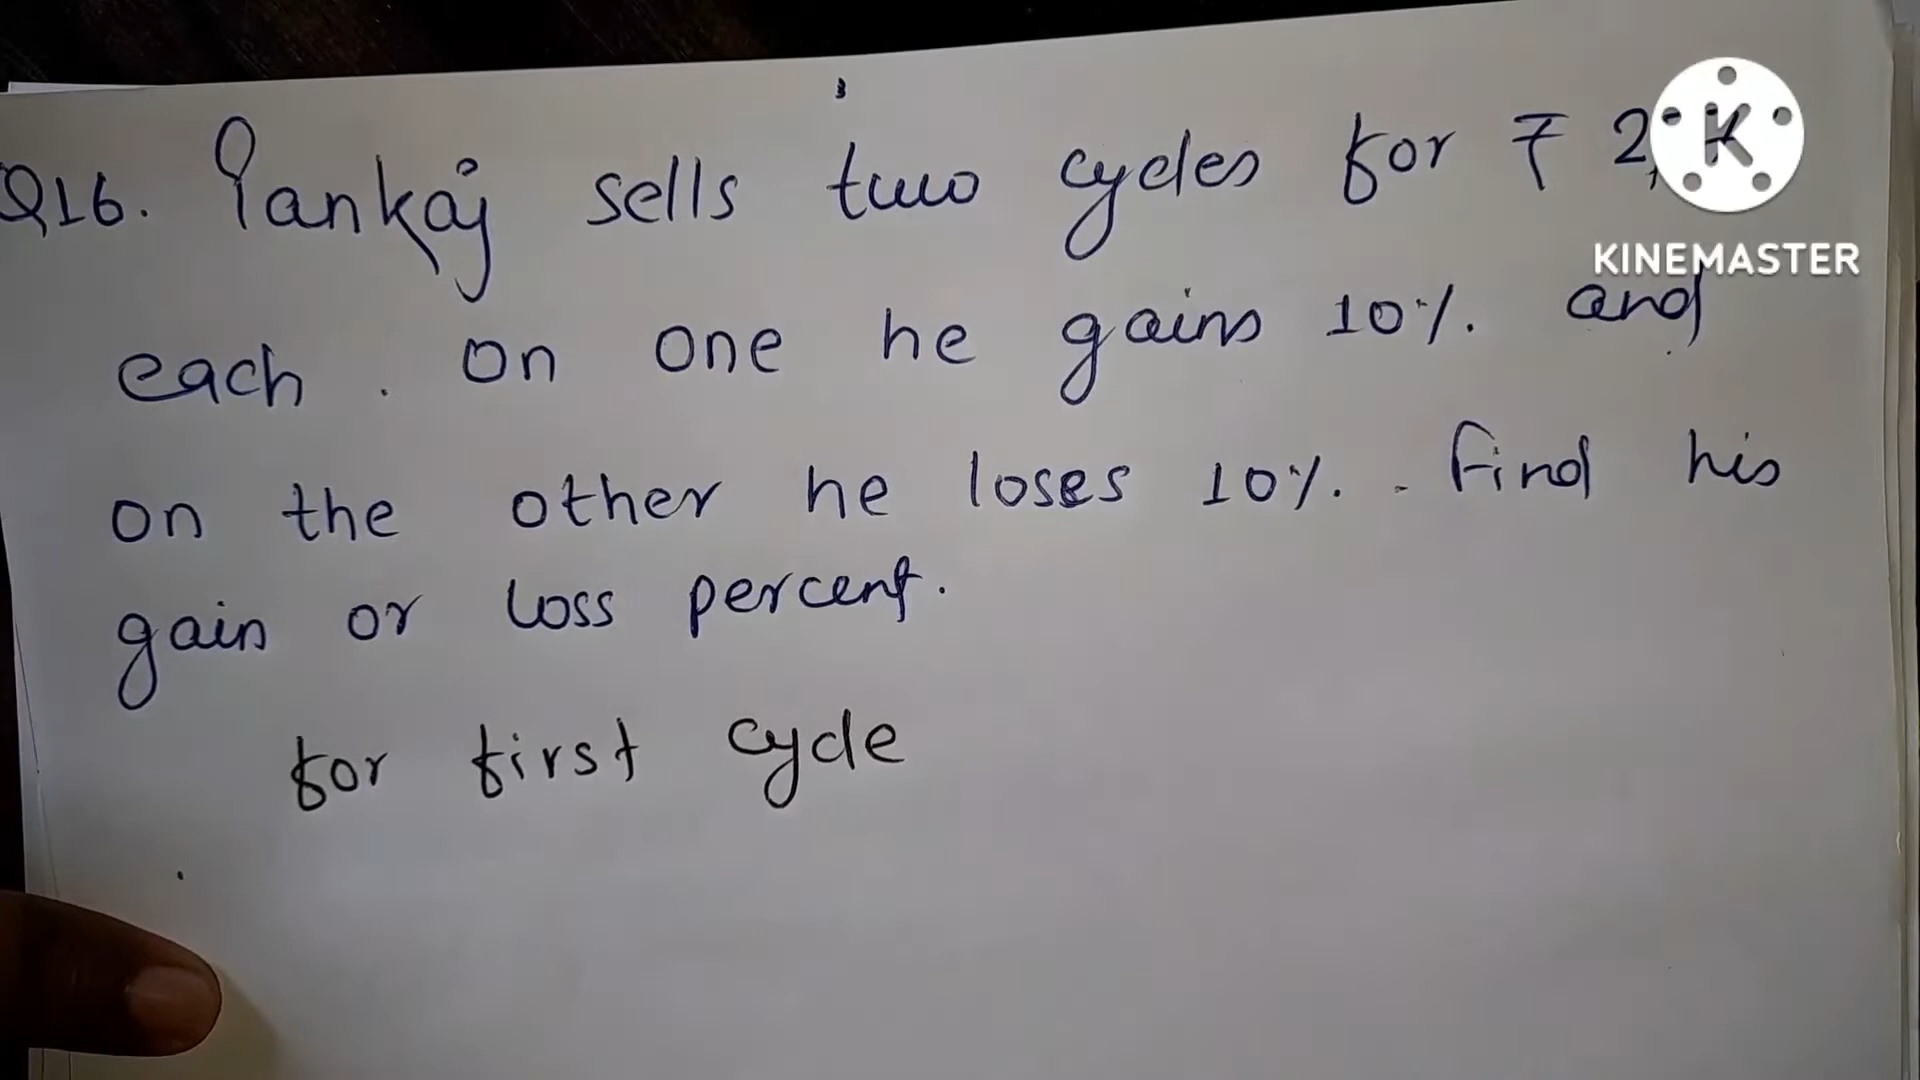 Q16. Pankaj sells two cycles for ₹ 2,
K
KINEMASTER
each. On one he gains 10%. and
on the other he loses 10%. Find his
gain or loss percent.
for first cycle